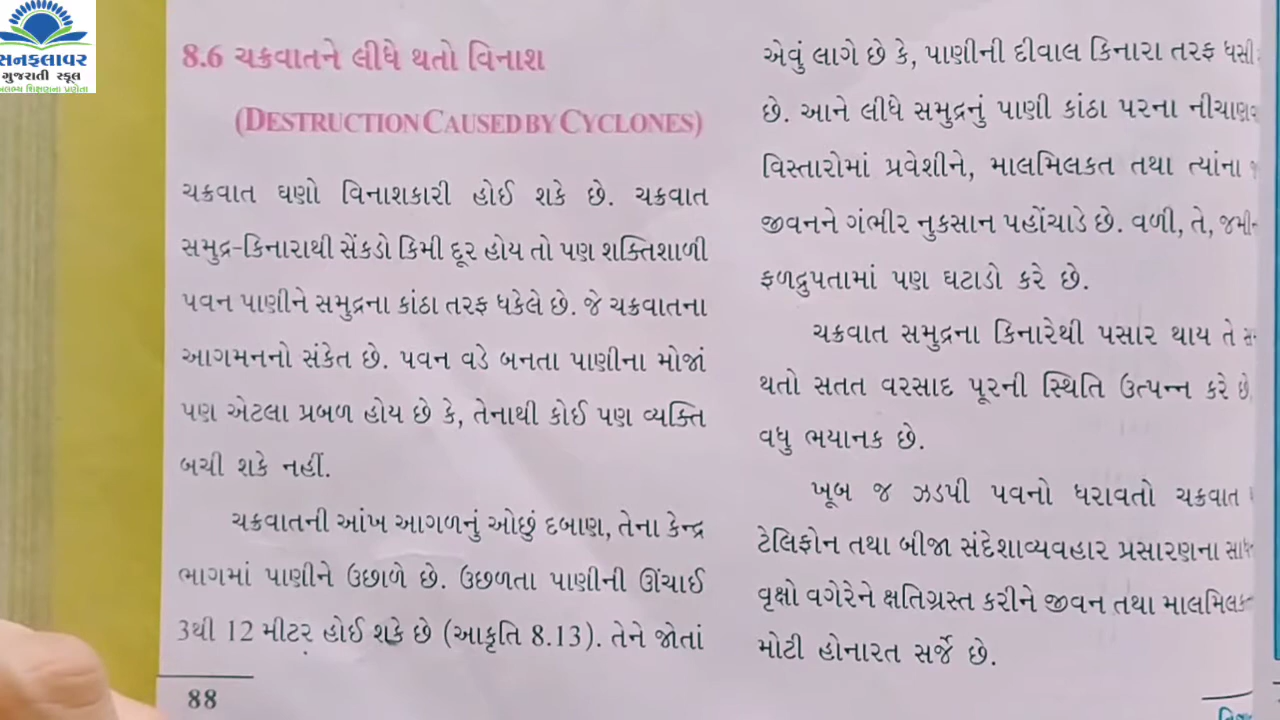 સનફલાવર
ગુજરાતી સ્કૂલ
8.6 ચક્રવાતને લીધે થતો વિનાશ
(DESTRUCTION CAUSED BY CYCLONES)
ચક્રવાત ઘણો વિનાશકારી હોઈ શકે છે. ચક્રવાત
સમુદ્ર-કિનારાથી સેંકડો કિમી દૂર હોય તો પણ શક્તિશાળી
પવન પાણીને સમુદ્રના કાંઠા તરફ ધકેલે છે. જે ચક્રવાતના
આગમનનો સંકેત છે. પવન વડે બનતા પાણીના મોજાં
પણ એટલા પ્રબળ હોય છે કે, તેનાથી કોઈ પણ વ્યક્તિ
બચી શકે નહીં.
ચક્રવાતની આંખ આગળનું ઓછું દબાણ, તેના કેન્દ્ર
ભાગમાં પાણીને ઉછાળે છે. ઉછળતા પાણીની ઊંચાઈ
3થી 12 મીટર હોઈ શકે છે (આકૃતિ 8.13). તેને જોતાં
88
એવું લાગે છે કે, પાણીની દીવાલ કિનારા તરફ ધસી
છે. આને લીધે સમુદ્રનું પાણી કાંઠા પરના
વિસ્તારોમાં પ્રવેશીને, માલમિલકત તથા ત્યાંના
જીવનને ગંભીર નુકસાન પહોંચાડે છે. વળી, તે,
ફળદ્રુપતામાં પણ ઘટાડો કરે છે.
ચક્રવાત સમુદ્રના કિનારેથી પસાર થાય તે
થતો સતત વરસાદ પૂરની સ્થિતિ ઉત્પન્ન કરે છે,
વધુ ભયાનક છે.
ખૂબ જ ઝડપી પવનો ધરાવતો ચક્રવાત
ટેલિફોન તથા બીજા સંદેશાવ્યવહાર પ્રસારણના
વૃક્ષો વગેરેને ક્ષતિગ્રસ્ત કરીને જીવન તથા
મોટી હોનારત સર્જે છે.